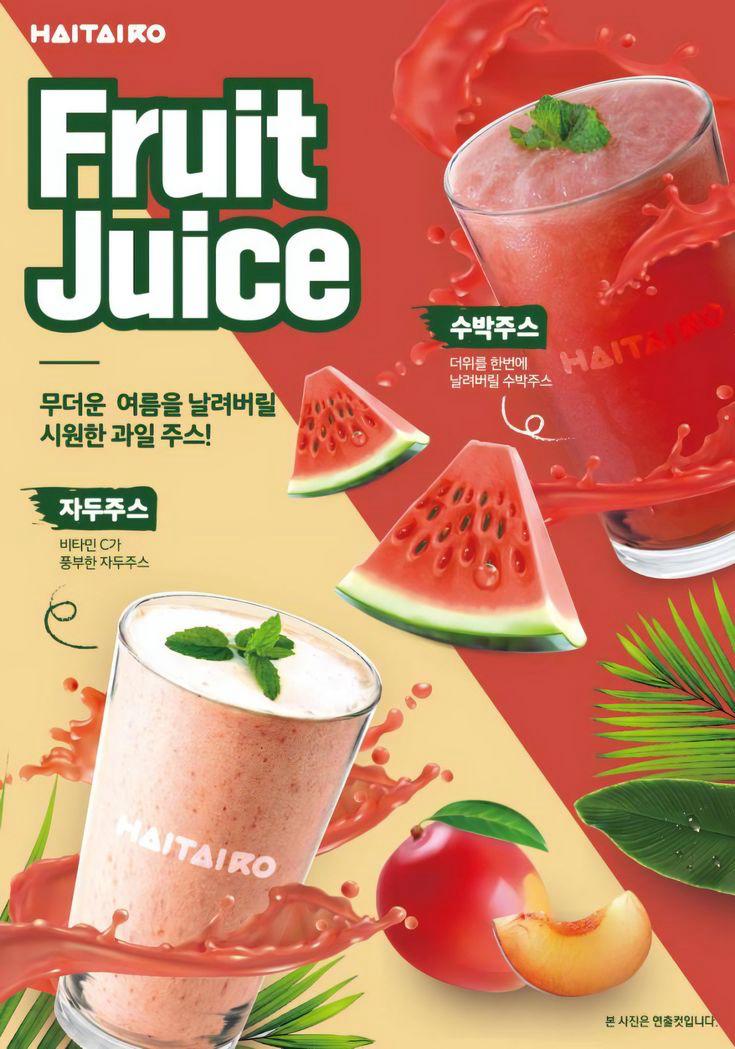 HAITAIRO
Fruit
Juice
무더운 여름을 날려버릴
시원한 과일 주스!
수박주스
더위를 한번에
날려버릴 수박주스
HAITAIRO
자두주스
비타민 C가
풍부한 자두주스
HAITAIRO
본 사진은 연출컷입니다.